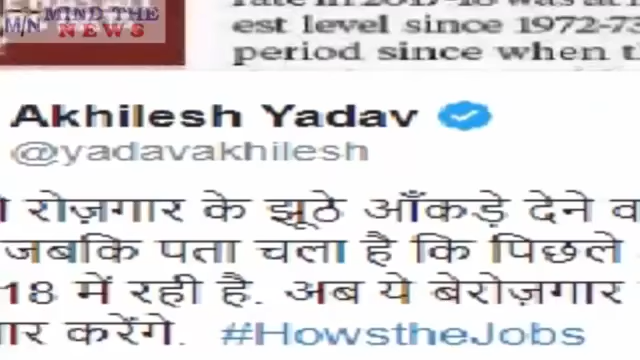 M/N MIND THE
NEWS
est level since 1972-73
period since when
Akhilesh Yadav
@yadavakhilesh
रोज़गार के झूठे आँकड़े देने
जबकि पता चला है कि पिछले
18 में रही है. अब ये बेरोज़गार
करेंगे. #HowstheJobs